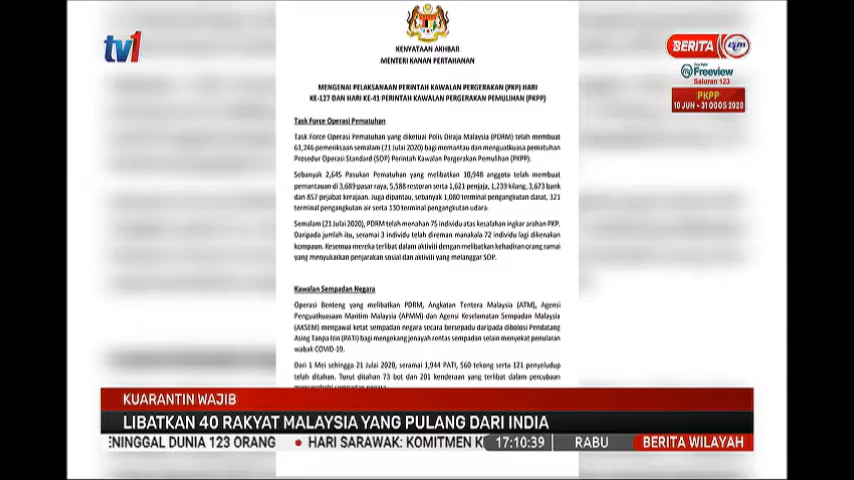 tv1
BERITA rtm
Freeview
Saluran 123
PKPP
10 JUN - 31 OGOS 2020
KENYATAAN AKHBAR
MENTERI KANAN PERTAHANAN
MENGENAI PELAKSANAAN PERINTAH KAWALAN PERGERAKAN (PKP) HARI
KE-127 DAN HARI KE-41 PERINTAH KAWALAN PERGERAKAN PEMULIHAN (PKPP)
Task Force Operasi Pematuhan
Task Force Operasi Pematuhan yang diketuai Polis Diraja Malaysia (PDRM) telah membuat
61,246 pemeriksaan semalam (21 Julai 2020) bagi memantau dan menguatkuasa pematuhan
Prosedur Operasi Standard (SOP) Perintah Kawalan Pergerakan Pemulihan (PKPP).
Sebanyak 2,645 Pasukan Pematuhan yang melibatkan 10,948 anggota telah membuat
pemantauan di 3,689 pasar raya, 5,588 restoran serta 1,621 penjaja, 1,239 kilang, 3,673 bank
dan 857 pejabat kerajaan. Juga dipantau, sebanyak 1,080 terminal pengangkutan darat, 321
terminal pengangkutan air serta 130 terminal pengangkutan udara.
Semalam (21 Julai 2020), PDRM telah menahan 75 individu atas kesalahan ingkar arahan PKP.
Daripada jumlah itu, seramai 3 individu telah direman manakala 72 individu lagi dikenakan
kompaun. Kesemua mereka terlibat dalam aktiviti dengan melibatkan kehadiran orang ramai
yang menyukarkan penjarakan sosial dan aktiviti yang melanggar SOP.
Kawalan Sempadan Negara
Operasi Benteng yang melibatkan PDRM, Angkatan Tentera Malaysia (ATM), Agensi
Penguatkuasaan Maritim Malaysia (APMM) dan Agensi Keselamatan Sempadan Malaysia
(AKSEM) mengawal ketat sempadan negara secara bersepadu daripada dibolosi Pendatang
Asing Tanpa Izin (PATI) bagi mengekang jenayah rentas sempadan selain menyekat penularan
wabak COVID-19.
Dari 1 Mei sehingga 21 Julai 2020, seramai 1,944 PATI, 560 tekong serta 121 penyeludup
telah ditahan. Turut ditahan 73 bot dan 201 kenderaan yang terlibat dalam percubaan
KUARANTIN WAJIB
LIBATKAN 40 RAKYAT MALAYSIA YANG PULANG DARI INDIA
ENINGGAL DUNIA 123 ORANG • HARI SARAWAK: KOMITMEN K 17:10:39 RABU BERITA WILAYAH